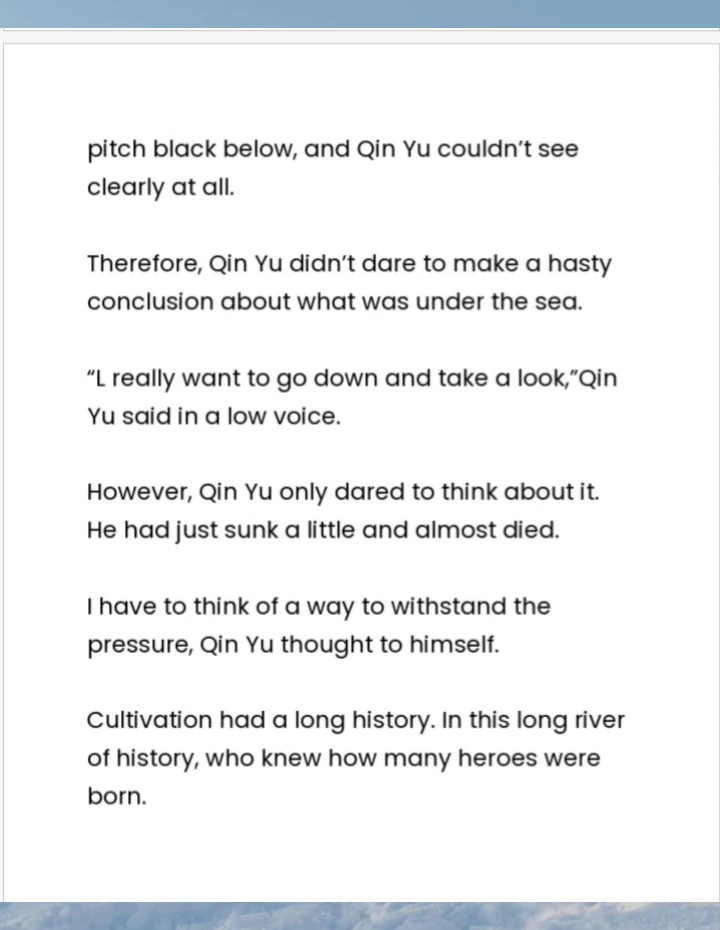 pitch black below, and Qin Yu couldn’t see
clearly at all.
Therefore, Qin Yu didn’t dare to make a hasty
conclusion about what was under the sea.
“L really want to go down and take a look,”Qin
Yu said in a low voice.
However, Qin Yu only dared to think about it.
He had just sunk a little and almost died.
I have to think of a way to withstand the
pressure, Qin Yu thought to himself.
Cultivation had a long history. In this long river
of history, who knew how many heroes were
born.